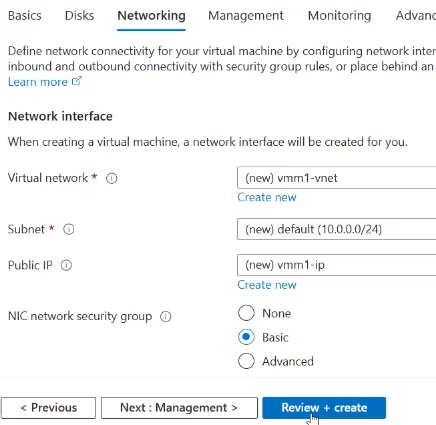 Basics Disks Networking Management Monitoring Advanc
Define network connectivity for your virtual machine by configuring network inter
inbound and outbound connectivity with security group rules, or place behind an
Learn more
Network interface
When creating a virtual machine, a network interface will be created for you.
Virtual network *
(new) vmm1-vnet
Create new
Subnet *
(new) default (10.0.0.0/24)
Public IP
(new) vmm1-ip
Create new
NIC network security group
None
Basic
Advanced
< Previous
Next : Management >
Review + create